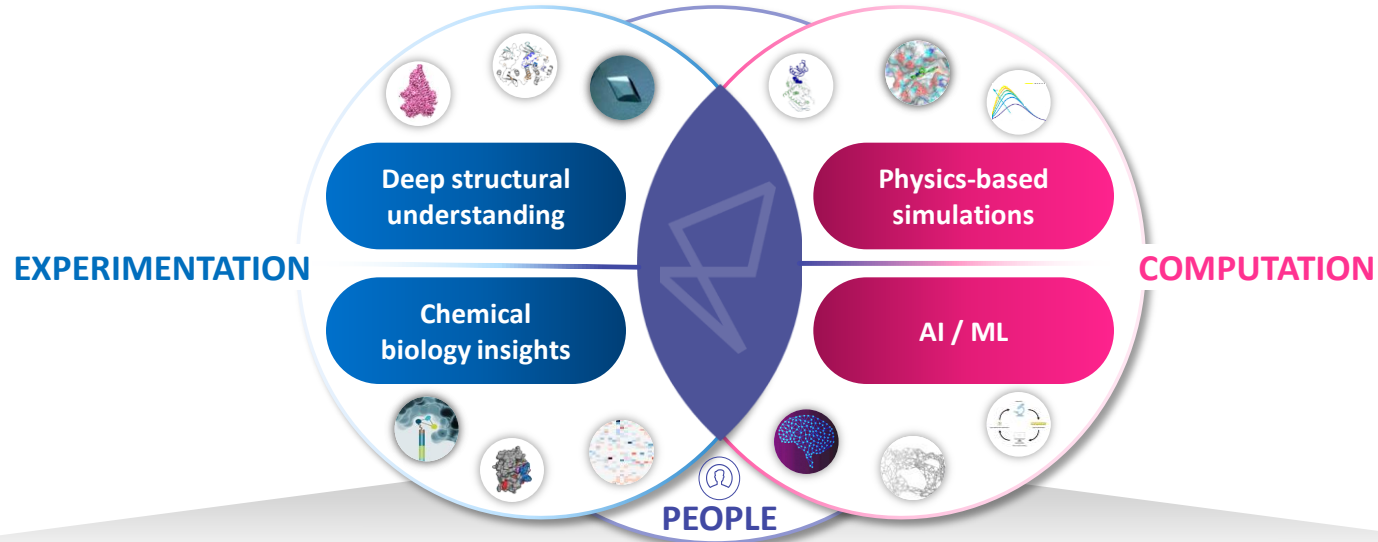 Deep structural
understanding
Physics-based
simulations
EXPERIMENTATION
COMPUTATION
Chemical
biology insights
AI / ML
PEOPLE